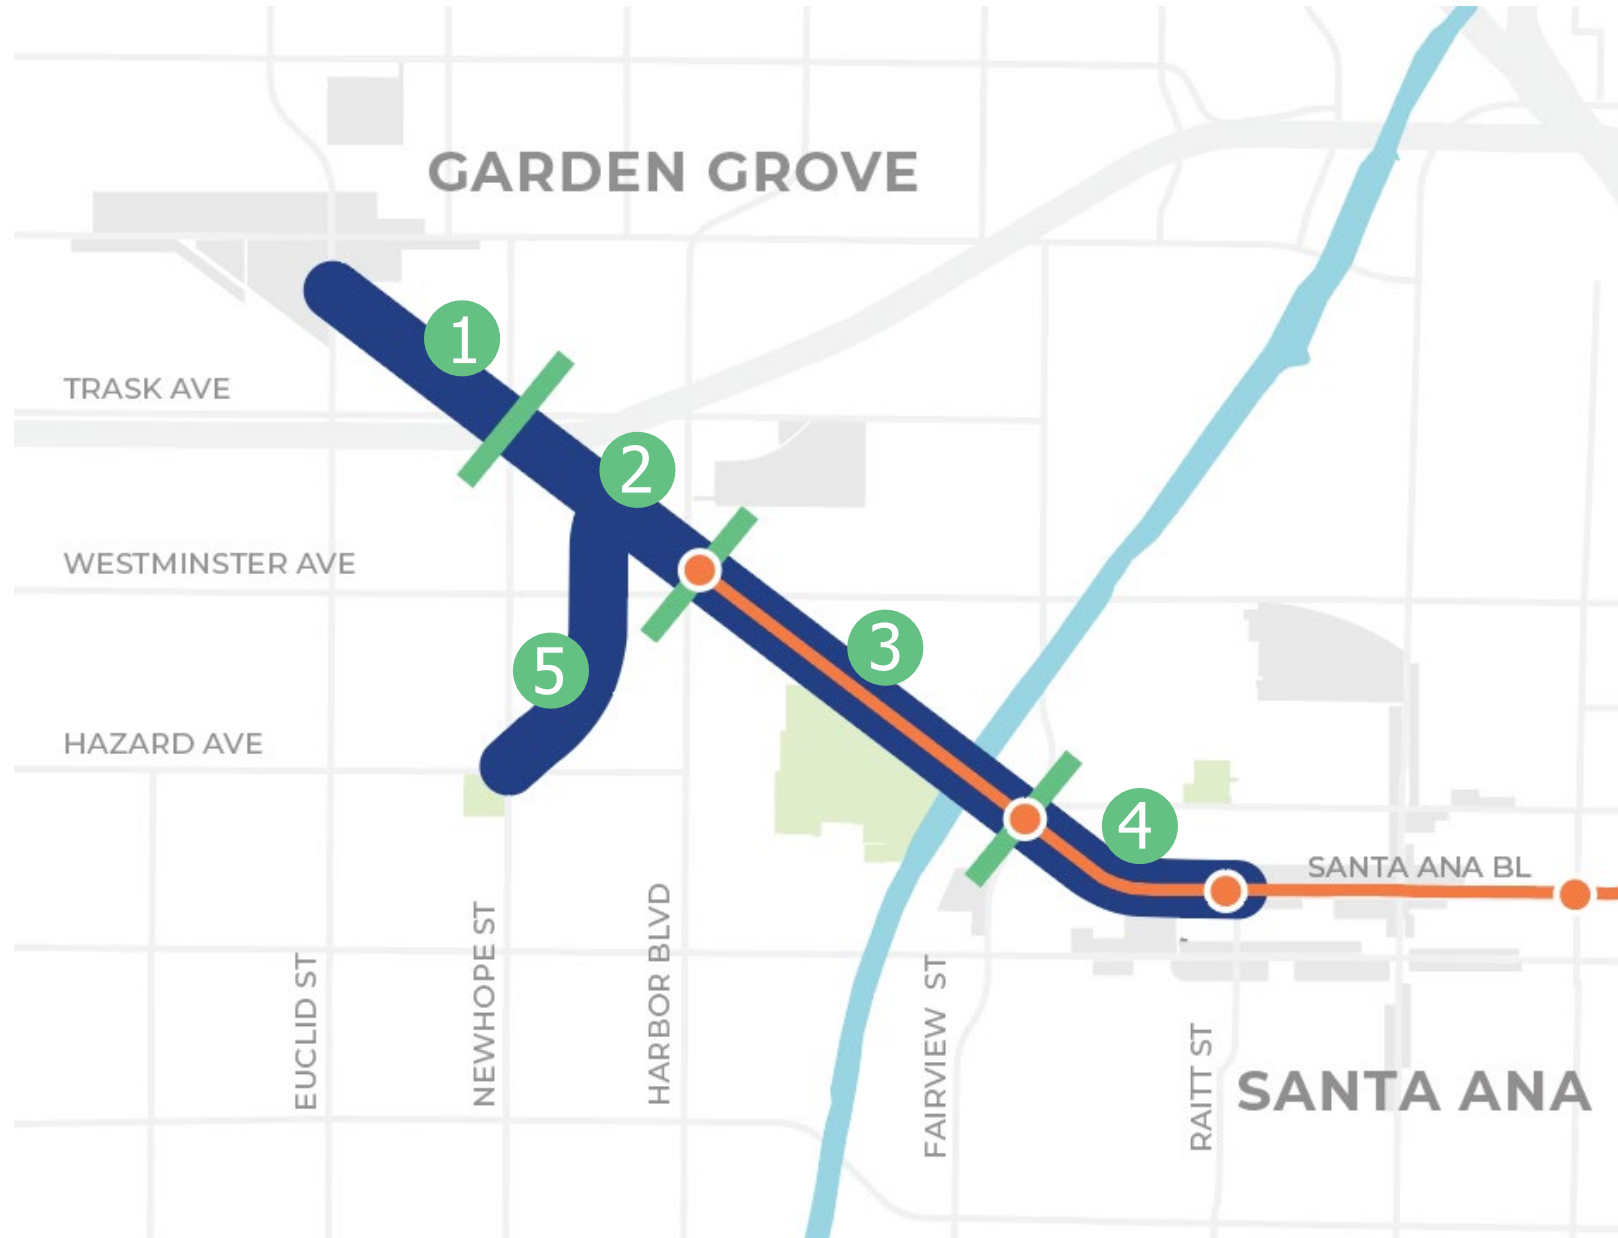 GARDEN GROVE
1
TRASK AVE
2
WESTMINSTER AVE
3
5
HAZARD AVE
4
SANTA ANA BL
EUCLID ST
NEWHOPE ST
HARBOR BLVD
FAIRVIEW ST
RAITT ST
SANTA ANA